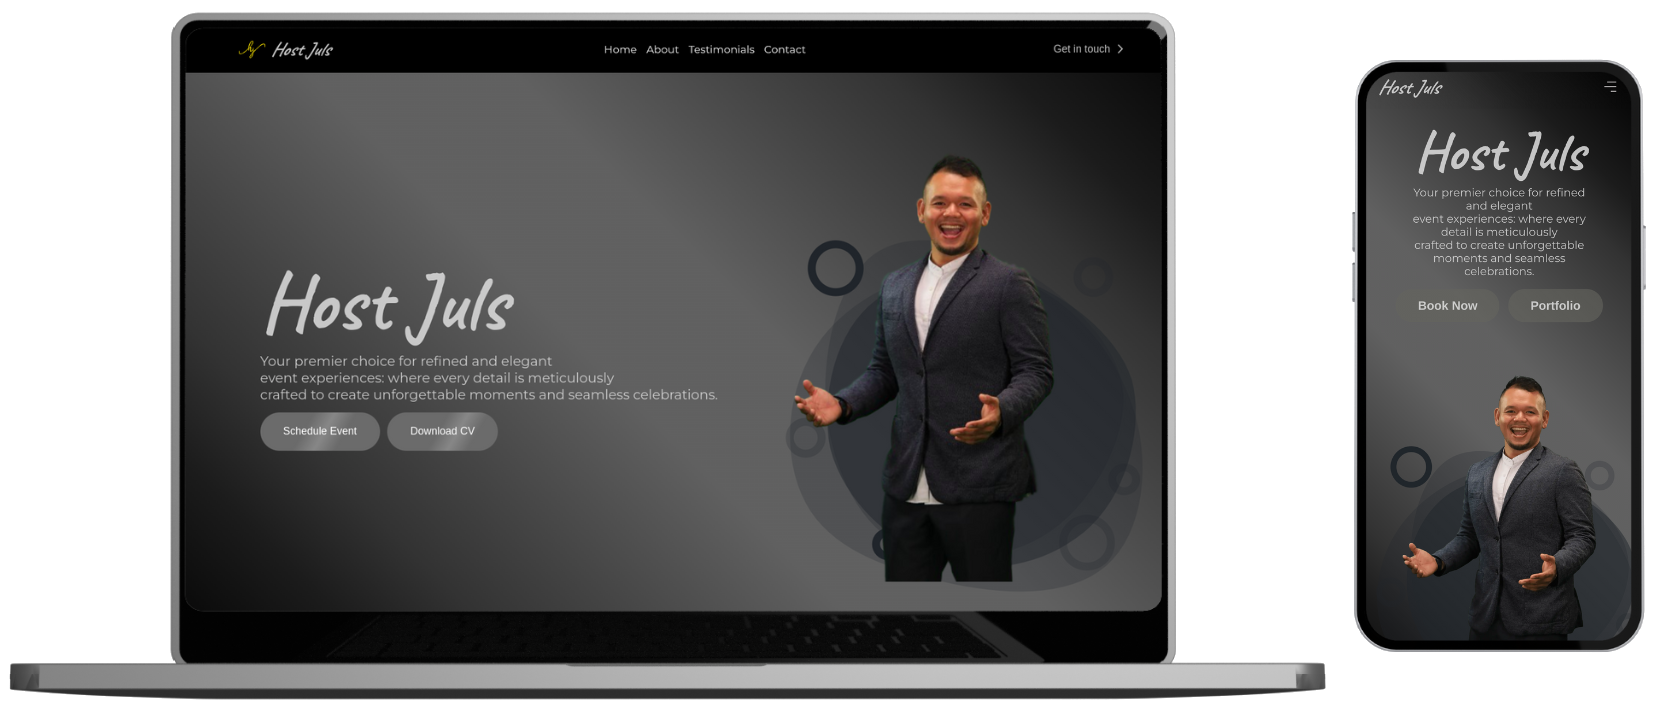 Host Juls
Home About Testimonials Contact
Get in touch
Host Juls
Your premier choice for refined and elegant
event experiences: where every detail is meticulously
crafted to create unforgettable moments and seamless celebrations.
Schedule Event
Download CV
Host Juls
Host Juls
Your premier choice for refined
and elegant
event experiences: where every
detail is meticulously
crafted to create unforgettable
moments and seamless
celebrations.
Book Now
Portfolio